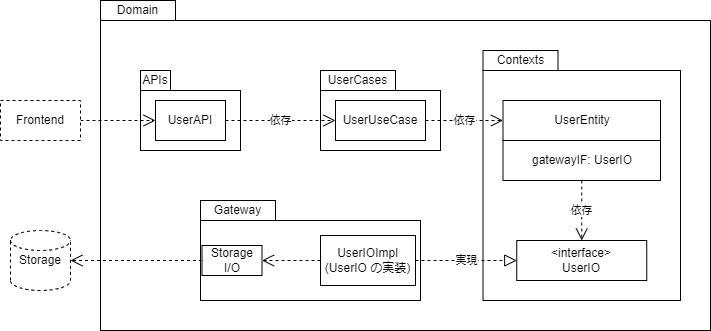 Domain
APIs
UserCases
Contexts
Frontend
UserAPI
依存
UserUseCase
依存
UserEntity
gatewayIF: UserIO
依存
Gateway
Storage
Storage
I/O
UserIOImpl
(UserIO の実装)
実現
<interface>
UserIO